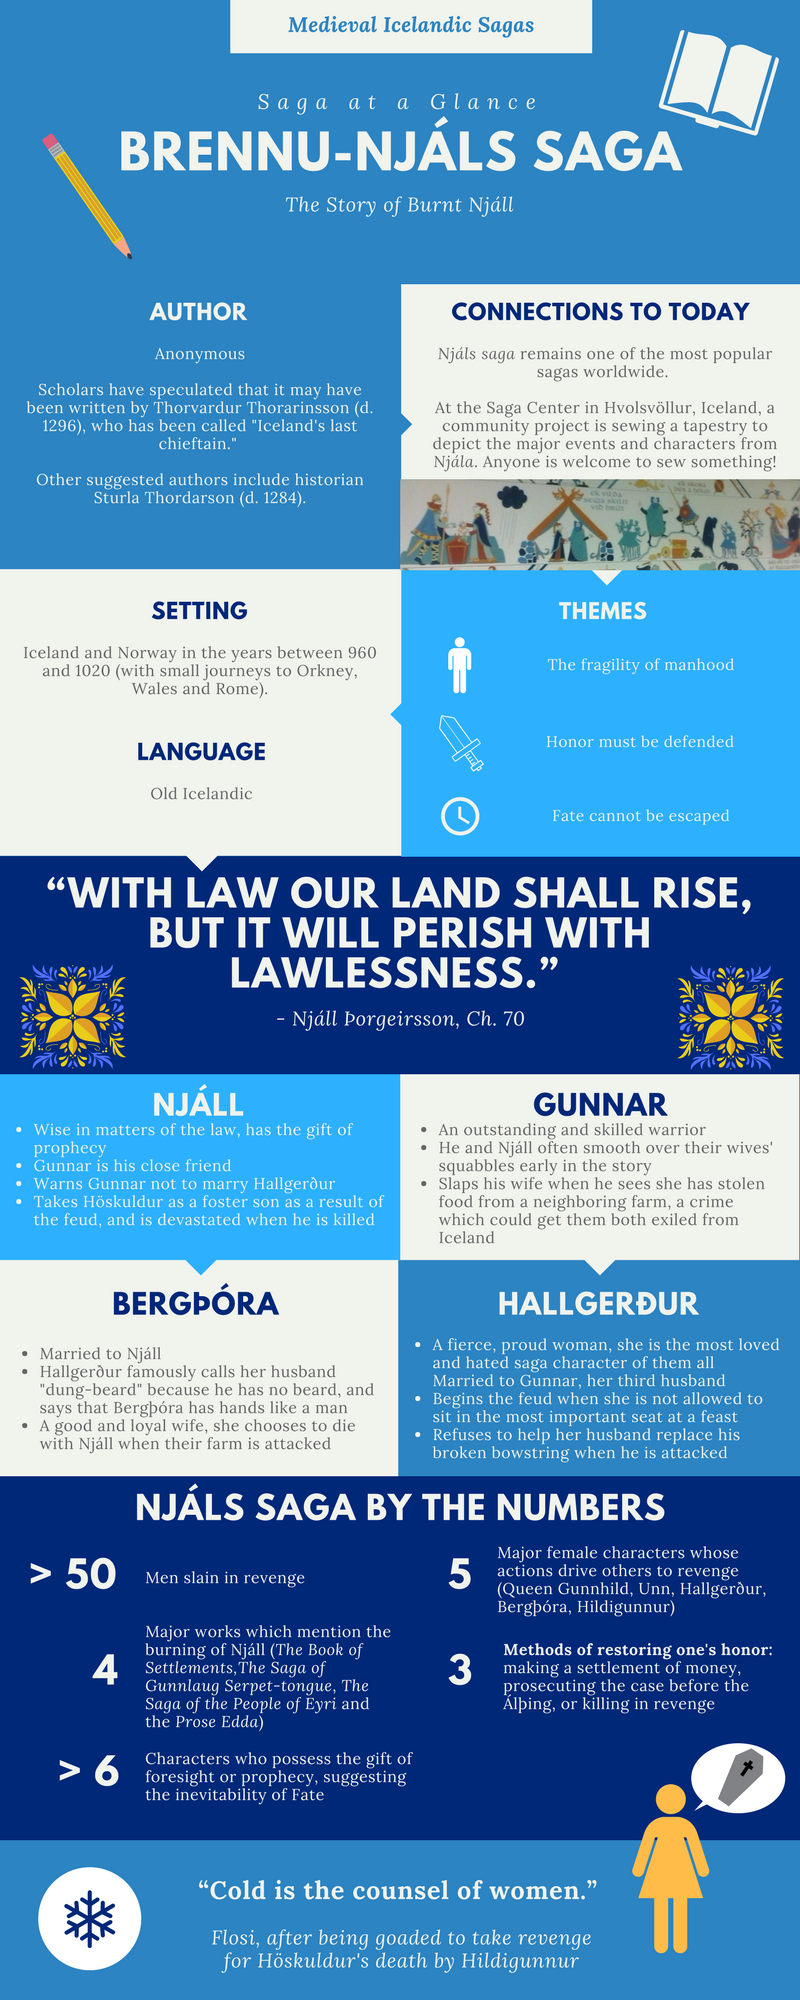 Medieval Icelandic Sagas
Saga at a Glance
BRENNU-NJÁLS SAGA
The Story of Burnt Njáll
AUTHOR
Anonymous
Scholars have speculated that it may have
been written by Thorvardur Thorarinsson (d.
1296), who has been called "Iceland's last
chieftain."
Other suggested authors include historian
Sturla Thordarson (d. 1284).
CONNECTIONS TO TODAY
Njáls saga remains one of the most popular
sagas worldwide.
At the Saga Center in Hvolsvöllur, Iceland, a
community project is sewing a tapestry to
depict the major events and characters from
Njála. Anyone is welcome to sew something!
SETTING
Iceland and Norway in the years between 960
and 1020 (with small journeys to Orkney,
Wales and Rome).
LANGUAGE
Old Icelandic
THEMES
The fragility of manhood
Honor must be defended
Fate cannot be escaped
“WITH LAW OUR LAND SHALL RISE,
BUT IT WILL PERISH WITH
LAWLESSNESS.”
- Njáll Þorgeirsson, Ch. 70
NJÁLL
• Wise in matters of the law, has the gift of
prophecy
• Gunnar is his close friend
• Warns Gunnar not to marry Hallgerður
• Takes Höskuldur as a foster son as a result of
the feud, and is devastated when he is killed
GUNNAR
• An outstanding and skilled warrior
• He and Njáll often smooth over their wives'
squabbles early in the story
• Slaps his wife when he sees she has stolen
food from a neighboring farm, a crime
which could get them both exiled from
Iceland
BERGÞÓRA
• Married to Njáll
• Hallgerður famously calls her husband
"dung-beard" because he has no beard, and
says that Bergþóra has hands like a man
• A good and loyal wife, she chooses to die
with Njáll when their farm is attacked
HALLGERÐUR
• A fierce, proud woman, she is the most loved
and hated saga character of them all
Married to Gunnar, her third husband
• Begins the feud when she is not allowed to
sit in the most important seat at a feast
• Refuses to help her husband replace his
broken bowstring when he is attacked
NJÁLS SAGA BY THE NUMBERS
> 50
Men slain in revenge
4
Major works which mention the
burning of Njáll (The Book of
Settlements,The Saga of
Gunnlaug Serpet-tongue, The
Saga of the People of Eyri and
the Prose Edda)
> 6
Characters who possess the gift of
foresight or prophecy, suggesting
the inevitability of Fate
5
Major female characters whose
actions drive others to revenge
(Queen Gunnhild, Unn, Hallgerður,
Bergþóra, Hildigunnur)
3
Methods of restoring one's honor:
making a settlement of money,
prosecuting the case before the
Álþing, or killing in revenge
“Cold is the counsel of women.”
Flosi, after being goaded to take revenge
for Höskuldur's death by Hildigunnur